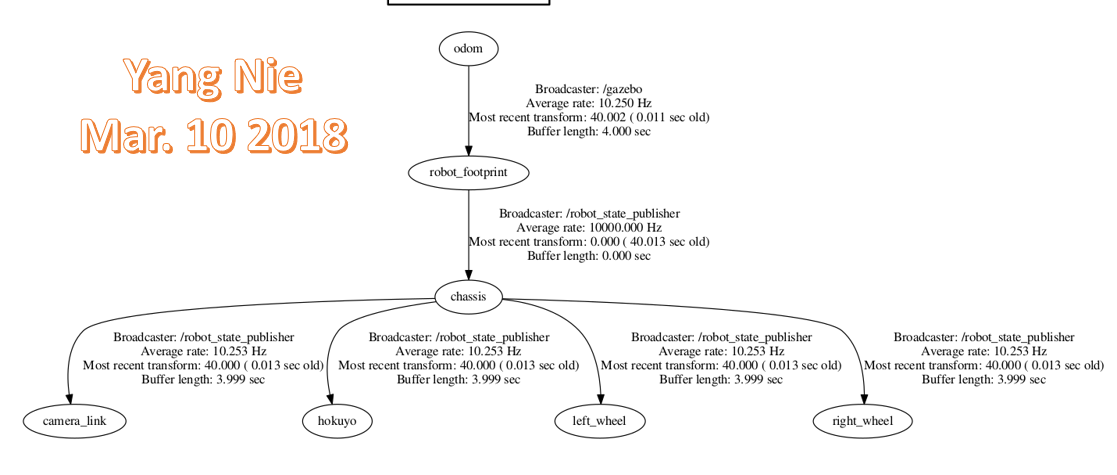 odom
Yang Nie
Mar. 10 2018
Broadcaster: /gazebo
Average rate: 10.250 Hz
Most recent transform: 40.002 ( 0.011 sec old)
Buffer length: 4.000 sec
robot_footprint
Broadcaster: /robot_state_publisher
Average rate: 10000.000 Hz
Most recent transform: 0.000 ( 40.013 sec old)
Buffer length: 0.000 sec
chassis
Broadcaster: /robot_state_publisher
Average rate: 10.253 Hz
Most recent transform: 40.000 ( 0.013 sec old)
Buffer length: 3.999 sec
Broadcaster: /robot_state_publisher
Average rate: 10.253 Hz
Most recent transform: 40.000 ( 0.013 sec old)
Buffer length: 3.999 sec
Broadcaster: /robot_state_publisher
Average rate: 10.253 Hz
Most recent transform: 40.000 ( 0.013 sec old)
Buffer length: 3.999 sec
Broadcaster: /robot_state_publisher
Average rate: 10.253 Hz
Most recent transform: 40.000 ( 0.013 sec old)
Buffer length: 3.999 sec
camera_link
hokuyo
left_wheel
right_wheel